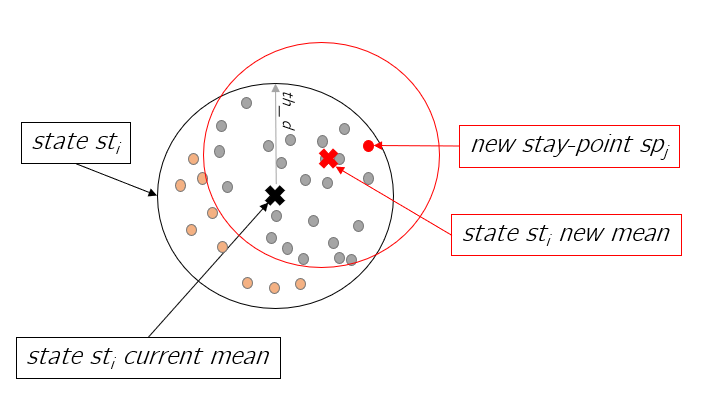 th_d
state st_i
new stay-point sp_j
state st_i new mean
state st_i current mean